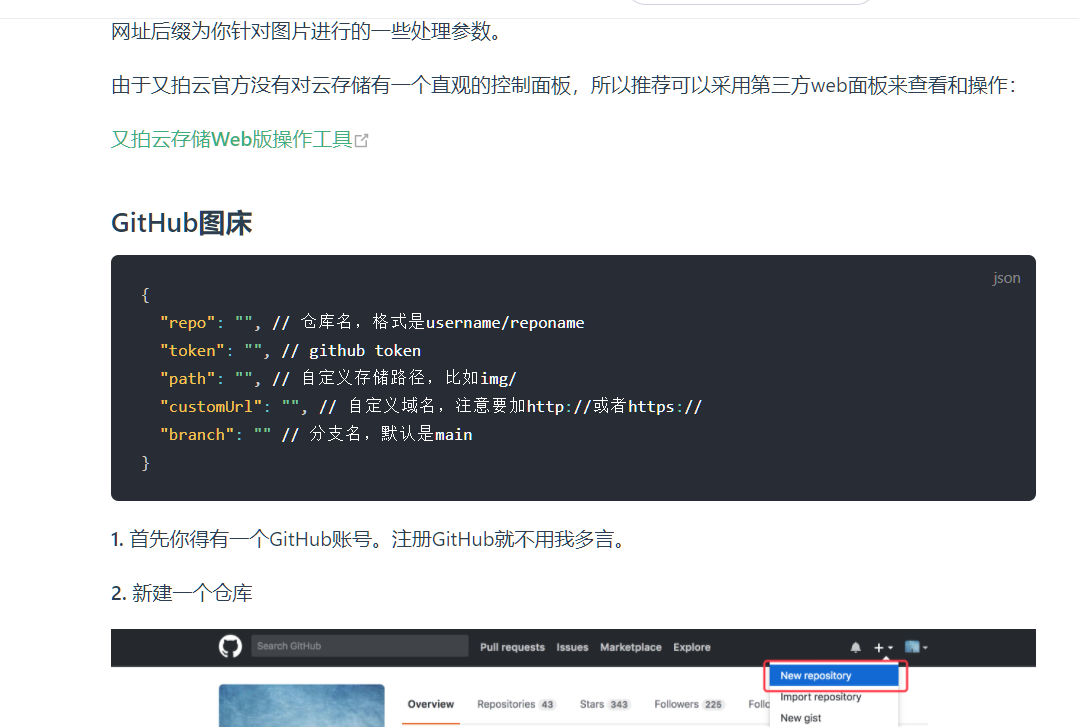 网址后缀为你针对图片进行的一些处理参数。
由于又拍云官方没有对云存储有一个直观的控制面板，所以推荐可以采用第三方web面板来查看和操作：
又拍云存储Web版操作工具
GitHub图床
json
{
"repo": "", // 仓库名，格式是username/reponame
"token": "", // github token
"path": "", // 自定义存储路径，比如img/
"customUrl": "", // 自定义域名，注意要加http://或者https://
"branch": "" // 分支名，默认是main
}
1. 首先你得有一个GitHub账号。注册GitHub就不用我多言。
2. 新建一个仓库
Search GitHub Pull requests Issues Marketplace Explore
New repository
Import repository
Overview Repositories 43 Stars 343 Followers 225
New gist